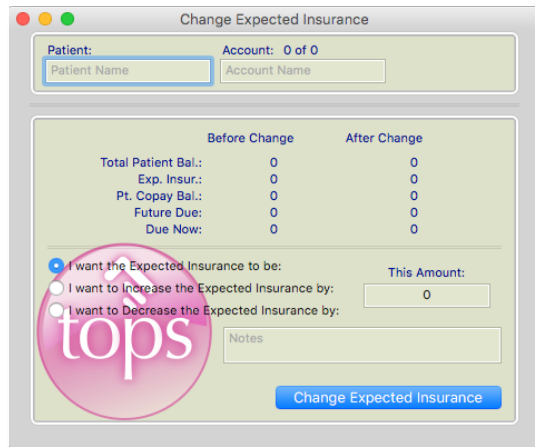 Change Expected Insurance
Patient: Account: 0 of 0
Patient Name Account Name
Before Change After Change
Total Patient Bal.: 0 0
Exp. Insur.: 0 0
Pt. Copay Bal.: 0 0
Future Due: 0 0
Due Now: 0 0
I want the Expected Insurance to be:
This Amount:
I want to Increase the Expected Insurance by:
0
I want to Decrease the Expected Insurance by:
tops
Notes
Change Expected Insurance